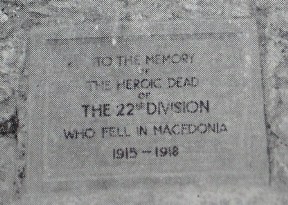 TO THE MEMORY
OF
THE HEROIC DEAD
OF
THE 22ND DIVISION
WHO FELL IN MACEDONIA
1915-1918